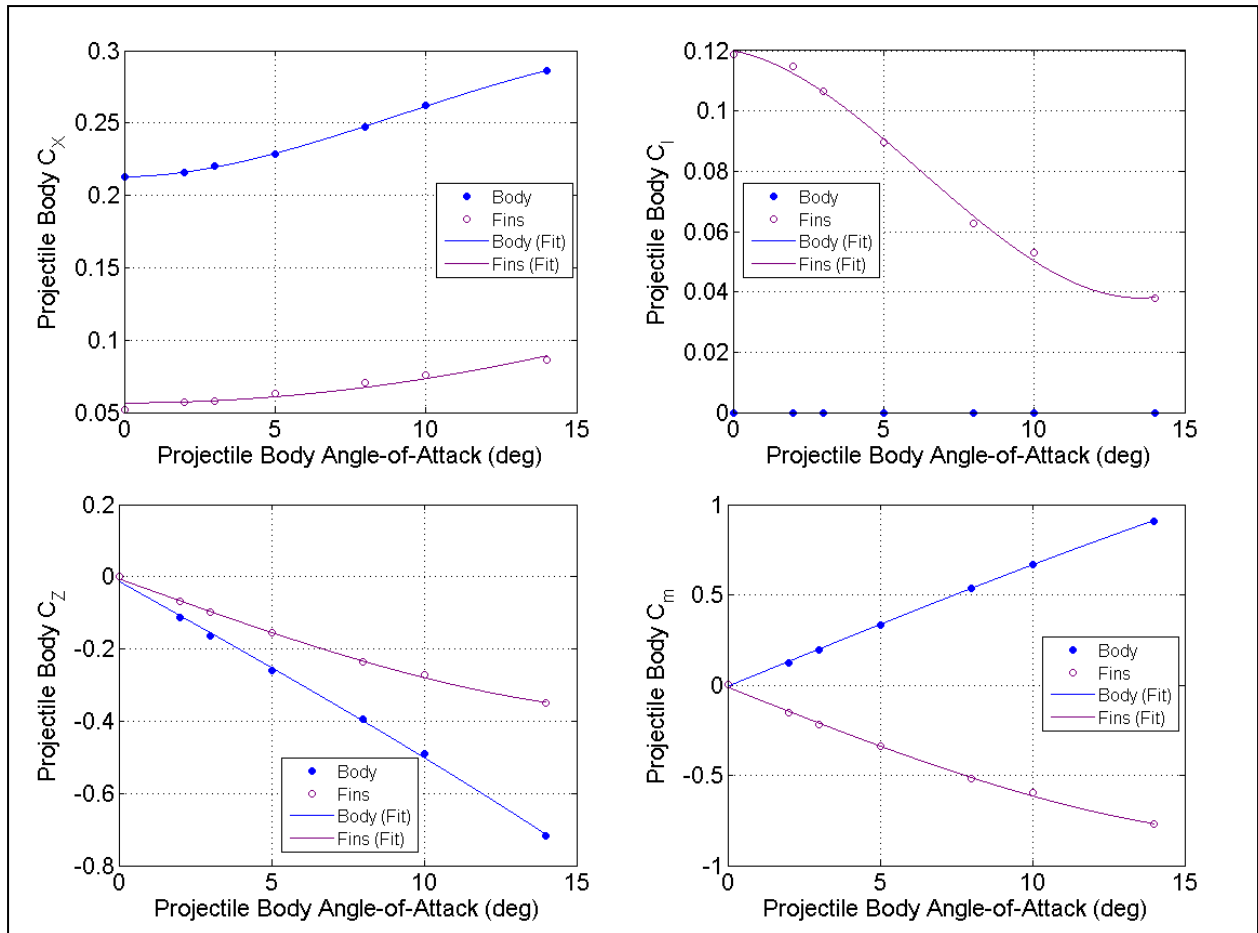 0.3
0.25
0.2
0.15
0.1
0.05
0
5
10
15
Projectile Body C_X
Projectile Body Angle-of-Attack (deg)
Body
Fins
Body (Fit)
Fins (Fit)
0.12
0.1
0.08
0.06
0.04
0.02
0
0
5
10
15
Projectile Body C_l
Projectile Body Angle-of-Attack (deg)
Body
Fins
Body (Fit)
Fins (Fit)
0.2
0
-0.2
-0.4
-0.6
-0.8
0
5
10
15
Projectile Body C_Z
Projectile Body Angle-of-Attack (deg)
Body
Fins
Body (Fit)
Fins (Fit)
1
0.5
0
-0.5
-1
0
5
10
15
Projectile Body C_m
Projectile Body Angle-of-Attack (deg)
Body
Fins
Body (Fit)
Fins (Fit)